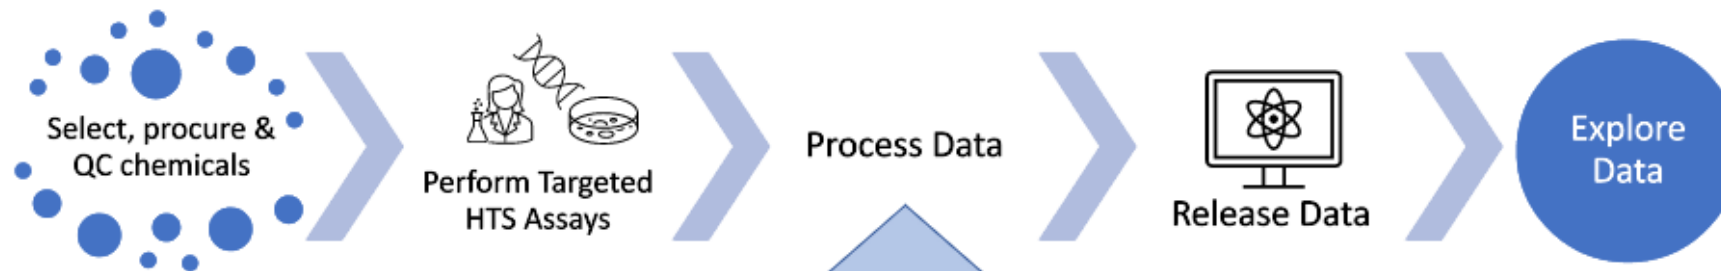 Select, procure &
QC chemicals
Perform Targeted
HTS Assays
Process Data
Release Data
Explore
Data